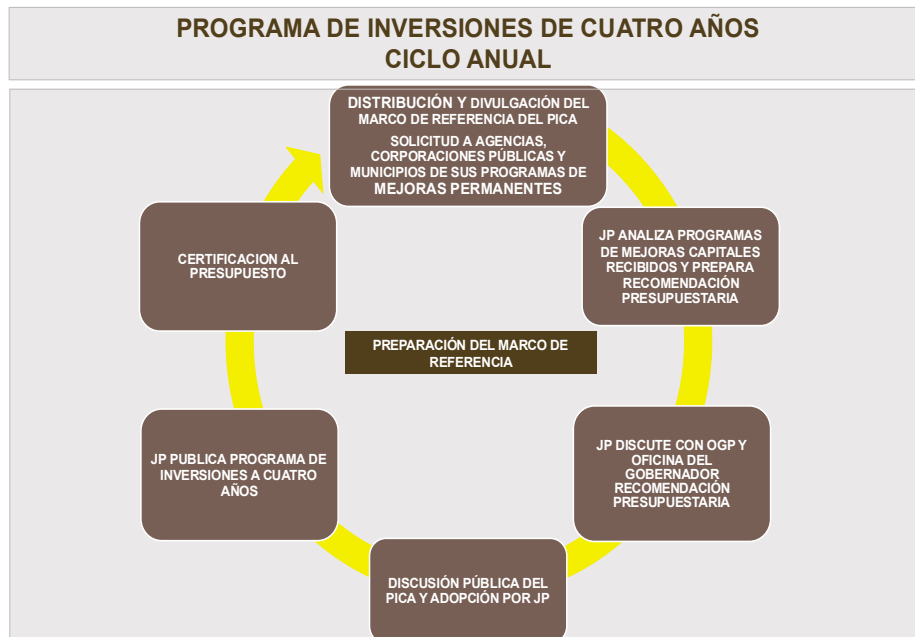 PROGRAMA DE INVERSIONES DE CUATRO AÑOS
CICLO ANUAL
DISTRIBUCIÓN Y DIVULGACIÓN DEL
MARCO DE REFERENCIA DEL PICA
SOLICITUD A AGENCIAS,
CORPORACIONES PÚBLICAS Y
MUNICIPIOS DE SUS PROGRAMAS DE
MEJORAS PERMANENTES
JP ANALIZA PROGRAMAS
DE MEJORAS CAPITALES
RECIBIDOS Y PREPARA
RECOMENDACIÓN
PRESUPUESTARIA
JP DISCUTE CON OGP Y
OFICINA DEL
GOBERNADOR
RECOMENDACIÓN
PRESUPUESTARIA
DISCUSIÓN PÚBLICA DEL
PICA Y ADOPCIÓN POR JP
JP PUBLICA PROGRAMA DE
INVERSIONES A CUATRO
AÑOS
CERTIFICACION AL
PRESUPUESTO
PREPARACIÓN DEL MARCO DE
REFERENCIA